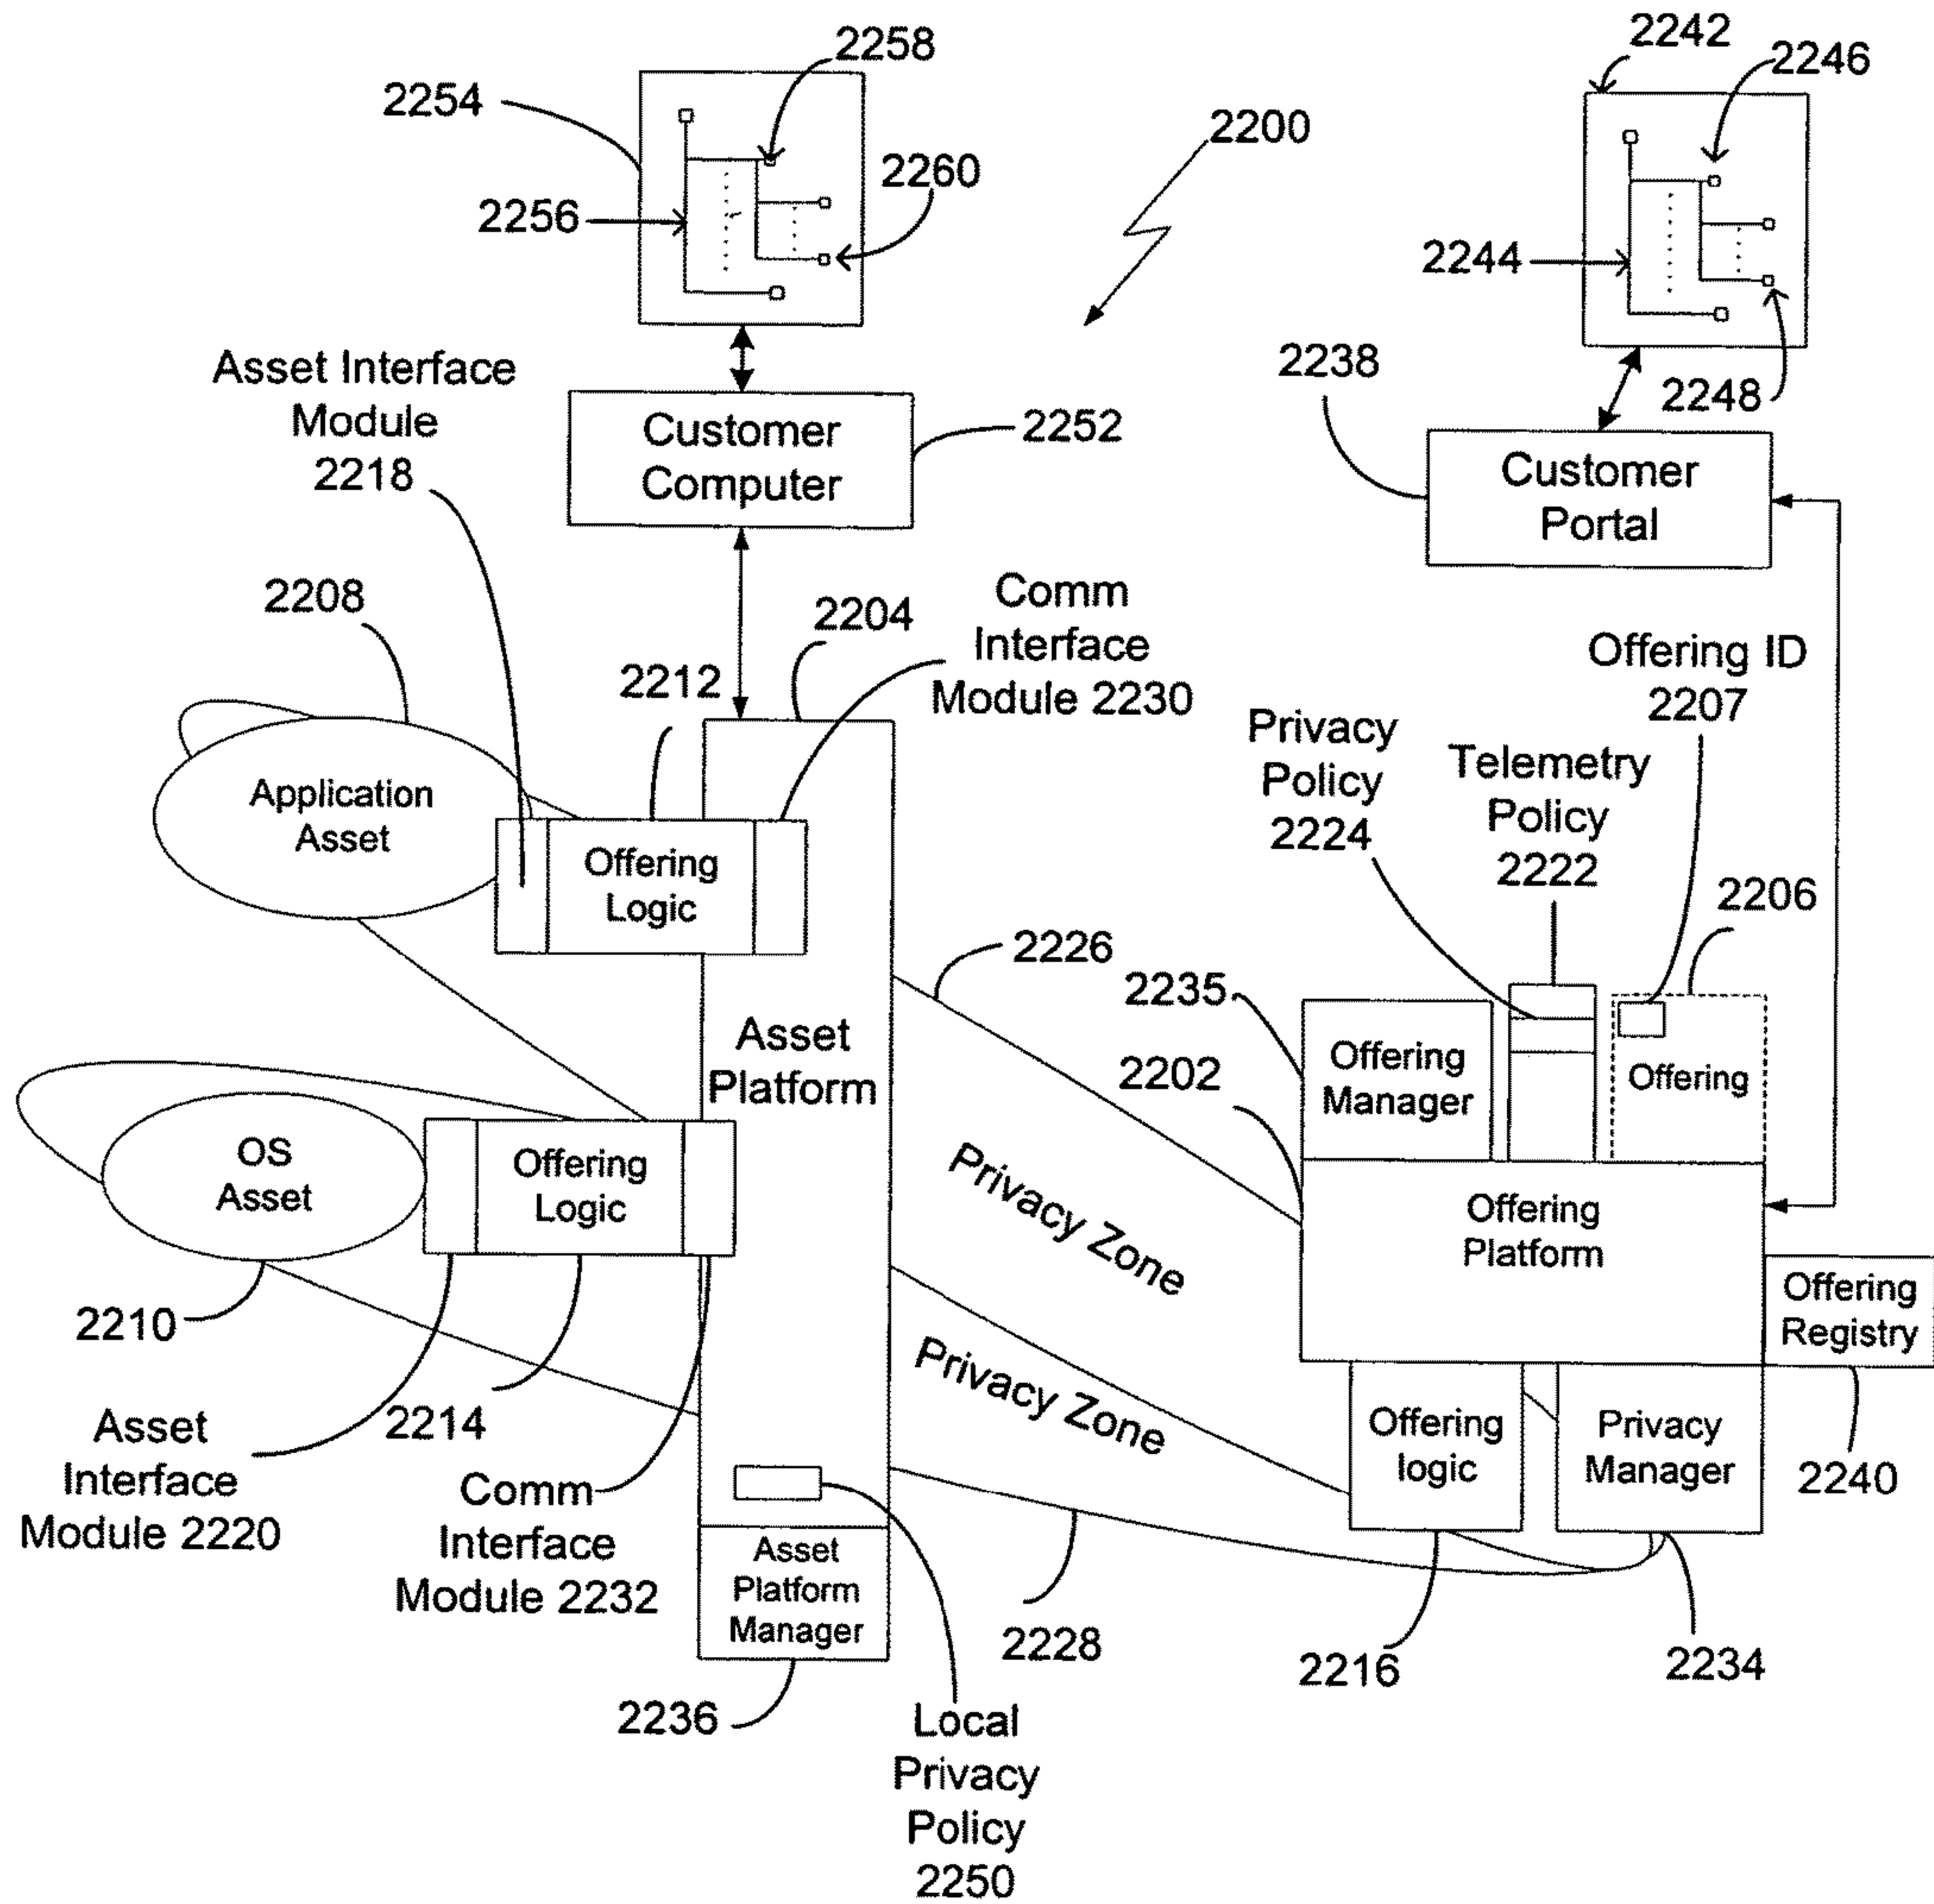 2258
2254
2256
2260
2200
2242
2246
2244
2248
2238
Asset Interface
Module
2218
Customer
Computer
2252
Customer
Portal
2208
2212
2204
Comm
Interface
Module 2230
Offering ID
2207
Privacy
Policy
2224
Telemetry
Policy
2222
2206
Application
Asset
Offering
Logic
2226
2235
2202
Asset
Platform
Offering
Manager
Offering
OS
Asset
Offering
Logic
Privacy Zone
Privacy Zone
Offering
Platform
Offering
Registry
2240
2210
2214
Asset
Interface
Module 2220
Comm
Interface
Module 2232
Offering
logic
Privacy
Manager
Asset
Platform
Manager
2228
2216
2234
2236
Local
Privacy
Policy
2250